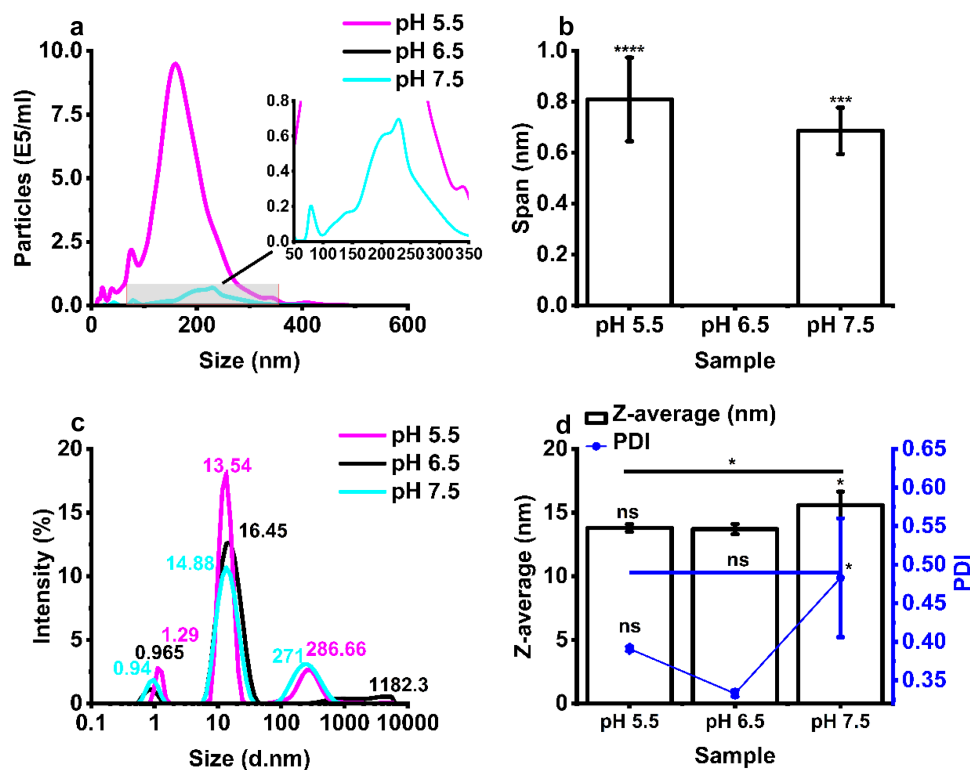 a
pH 5.5
pH 6.5
pH 7.5
10.0
7.5
5.0
2.5
0.0
Particles (E5/ml)
0.8
0.6
0.4
0.2
0.0
50 100 150 200 250 300 350
0 200 400 600
Size (nm)
b
1.0
0.8
0.6
0.4
0.2
0.0
Span (nm)
****
***
pH 5.5 pH 6.5 pH 7.5
Sample
c
pH 5.5
pH 6.5
pH 7.5
20
15
10
5
0
Intensity (%)
13.54
16.45
14.88
1.29
0.965
0.94
271
286.66
1182.3
0.1 1 10 100 1000 10000
Size (d.nm)
d
Z-average (nm)
PDI
20
15
10
5
0
Z-average (nm)
*
*
ns
ns
*
ns
0.65
0.60
0.55
0.50
0.45
0.40
0.35
PDI
pH 5.5 pH 6.5 pH 7.5
Sample